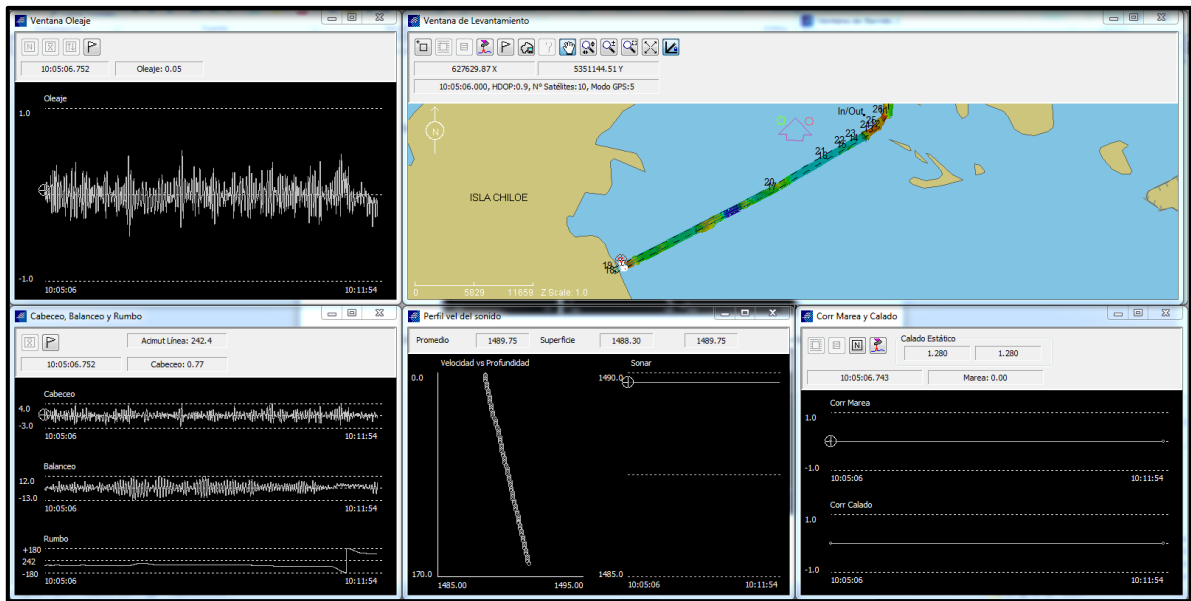 Ventana Oleaje
10:05:06.752
Oleaje: 0.05
Oleaje
1.0
-1.0
10:05:06
10:11:54
Ventana de Levantamiento
627629.87 X
5351144.51 Y
10:05:06.000, HDOP:0.9, N° Satélites:10, Modo GPS:5
N
In/Out
ISLA CHILOE
21
20
0
5829
11659
Z Scale: 1.0
Cabeceo, Balanceo y Rumbo
Acimut Línea: 242.4
10:05:06.752
Cabeceo: 0.77
Cabeceo
4.0
-3.0
10:05:06
10:11:54
Balanceo
12.0
-13.0
10:05:06
10:11:54
Rumbo
+180
242
-180
10:05:06
10:11:54
Perfil vel del sonido
Promedio
1489.75
Superficie
1488.30
1489.75
Velocidad vs Profundidad
0.0
170.0
1485.00
1495.00
Sonar
1490.0
1485.0
10:05:06
10:11:54
Corr Marea y Calado
N
Calado Estático
1.280
1.280
10:05:06.743
Marea: 0.00
Corr Marea
1.0
-1.0
10:05:06
10:11:54
Corr Calado
1.0
-1.0
10:05:06
10:11:54